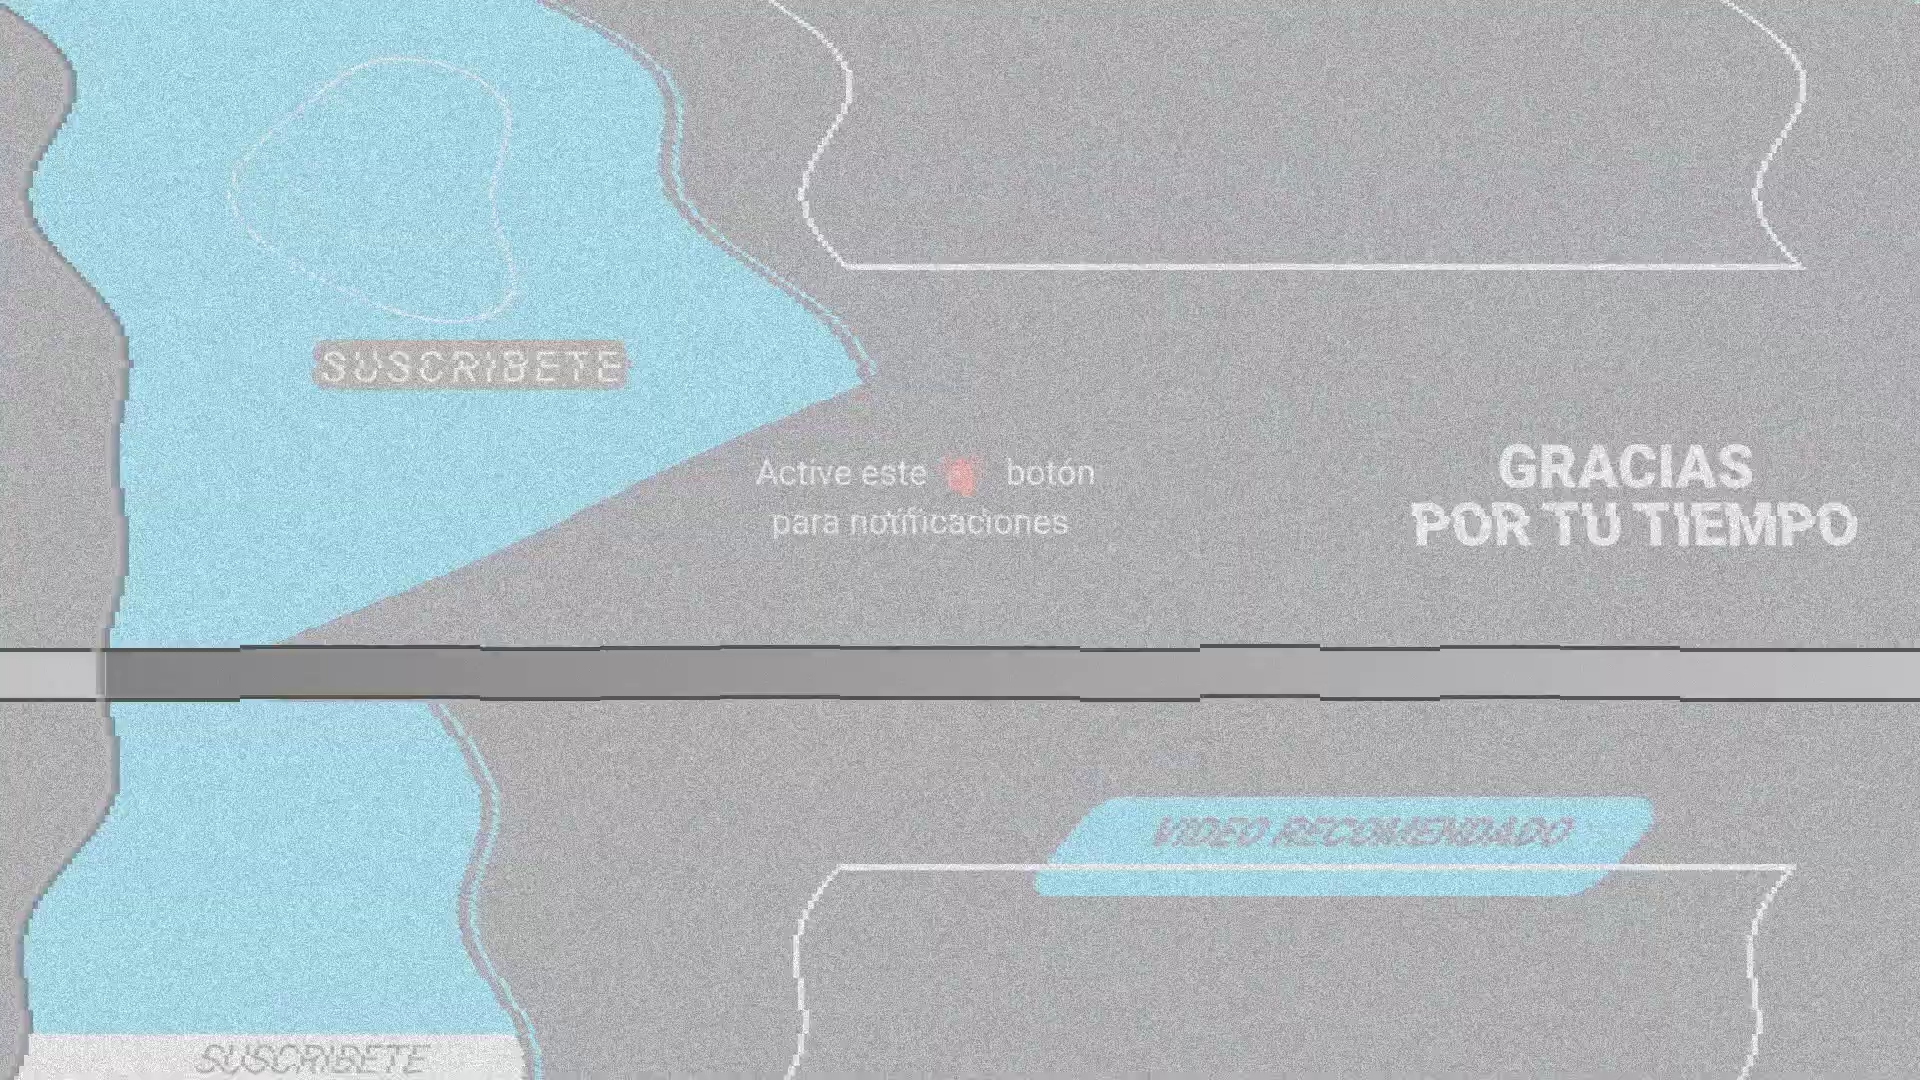 SUSCRIBETE
Active este botón
para notificaciones
GRACIAS
POR TU TIEMPO
VIDEO RECOMENDADO
SUSCRIBETE